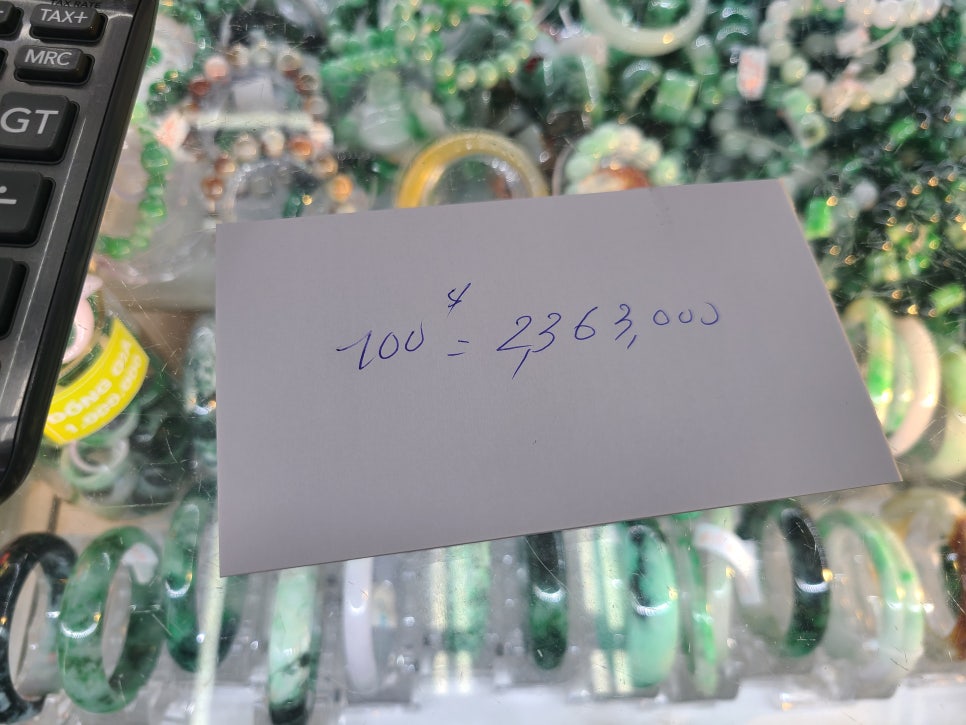 TAX+
MRC
GT
÷
100 $ = 2,363,000